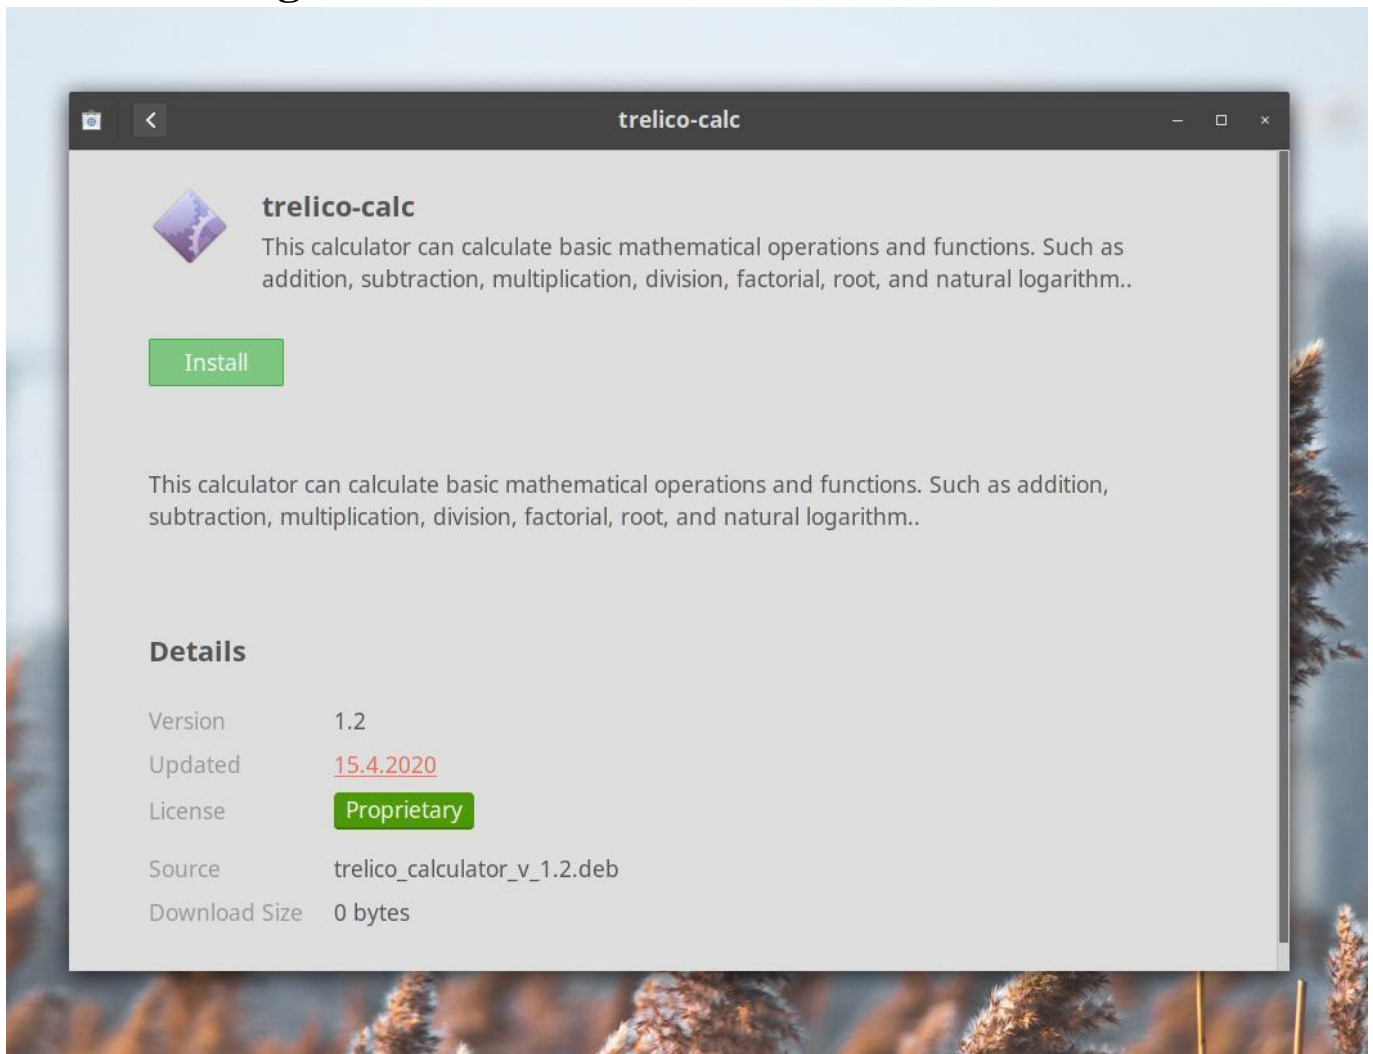 trelico-calc
trelico-calc
This calculator can calculate basic mathematical operations and functions. Such as
addition, subtraction, multiplication, division, factorial, root, and natural logarithm..
Install
This calculator can calculate basic mathematical operations and functions. Such as addition,
subtraction, multiplication, division, factorial, root, and natural logarithm..
Details
Version 1.2
Updated 15.4.2020
License Proprietary
Source trelico_calculator_v_1.2.deb
Download Size 0 bytes